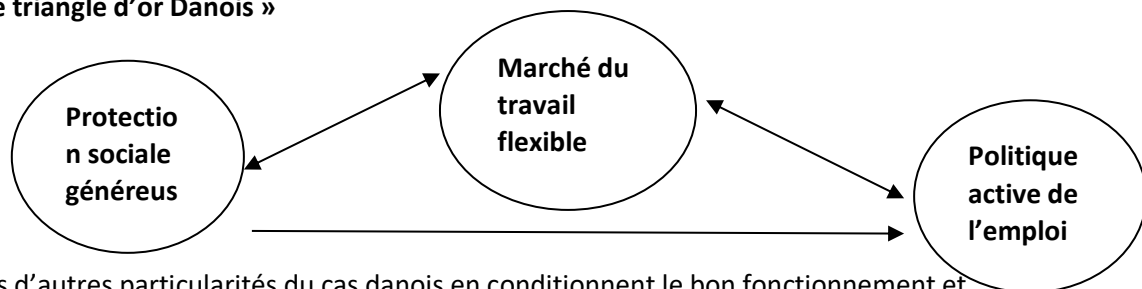 e triangle d'or Danois »
Marché du
travail
flexible
Protectio
n sociale
généreus
Politique
active de
l'emploi
s d'autres particularités du cas danois en conditionnent le bon fonctionnement et